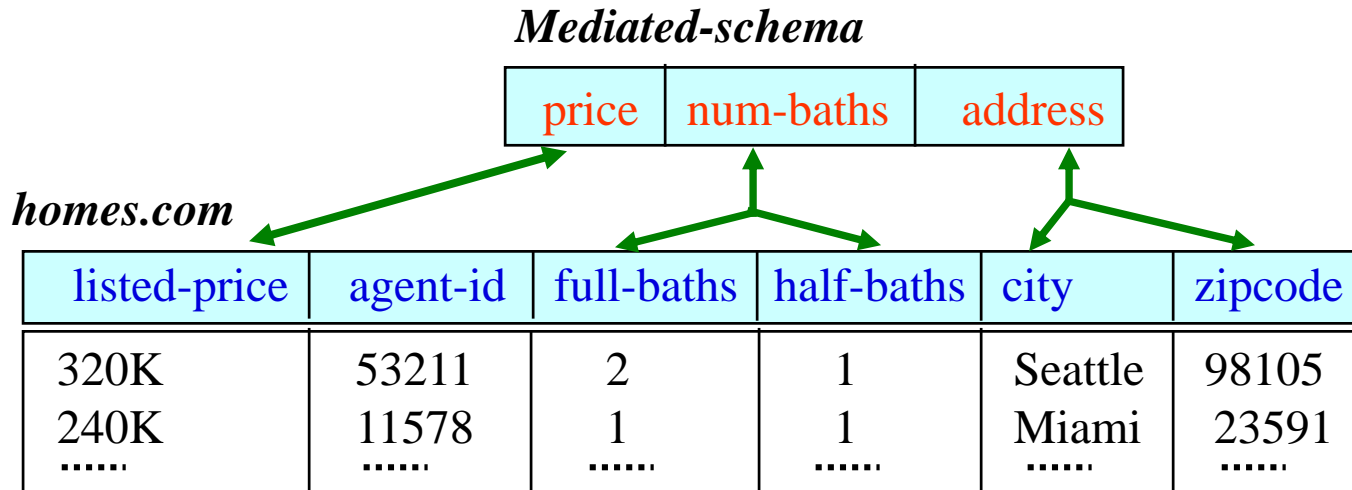 Mediated-schema
price num-baths address
homes.com
listed-price agent-id full-baths half-baths city zipcode
320K 53211 2 1 Seattle 98105
240K 11578 1 1 Miami 23591
...... ...... ...... ...... ...... ......